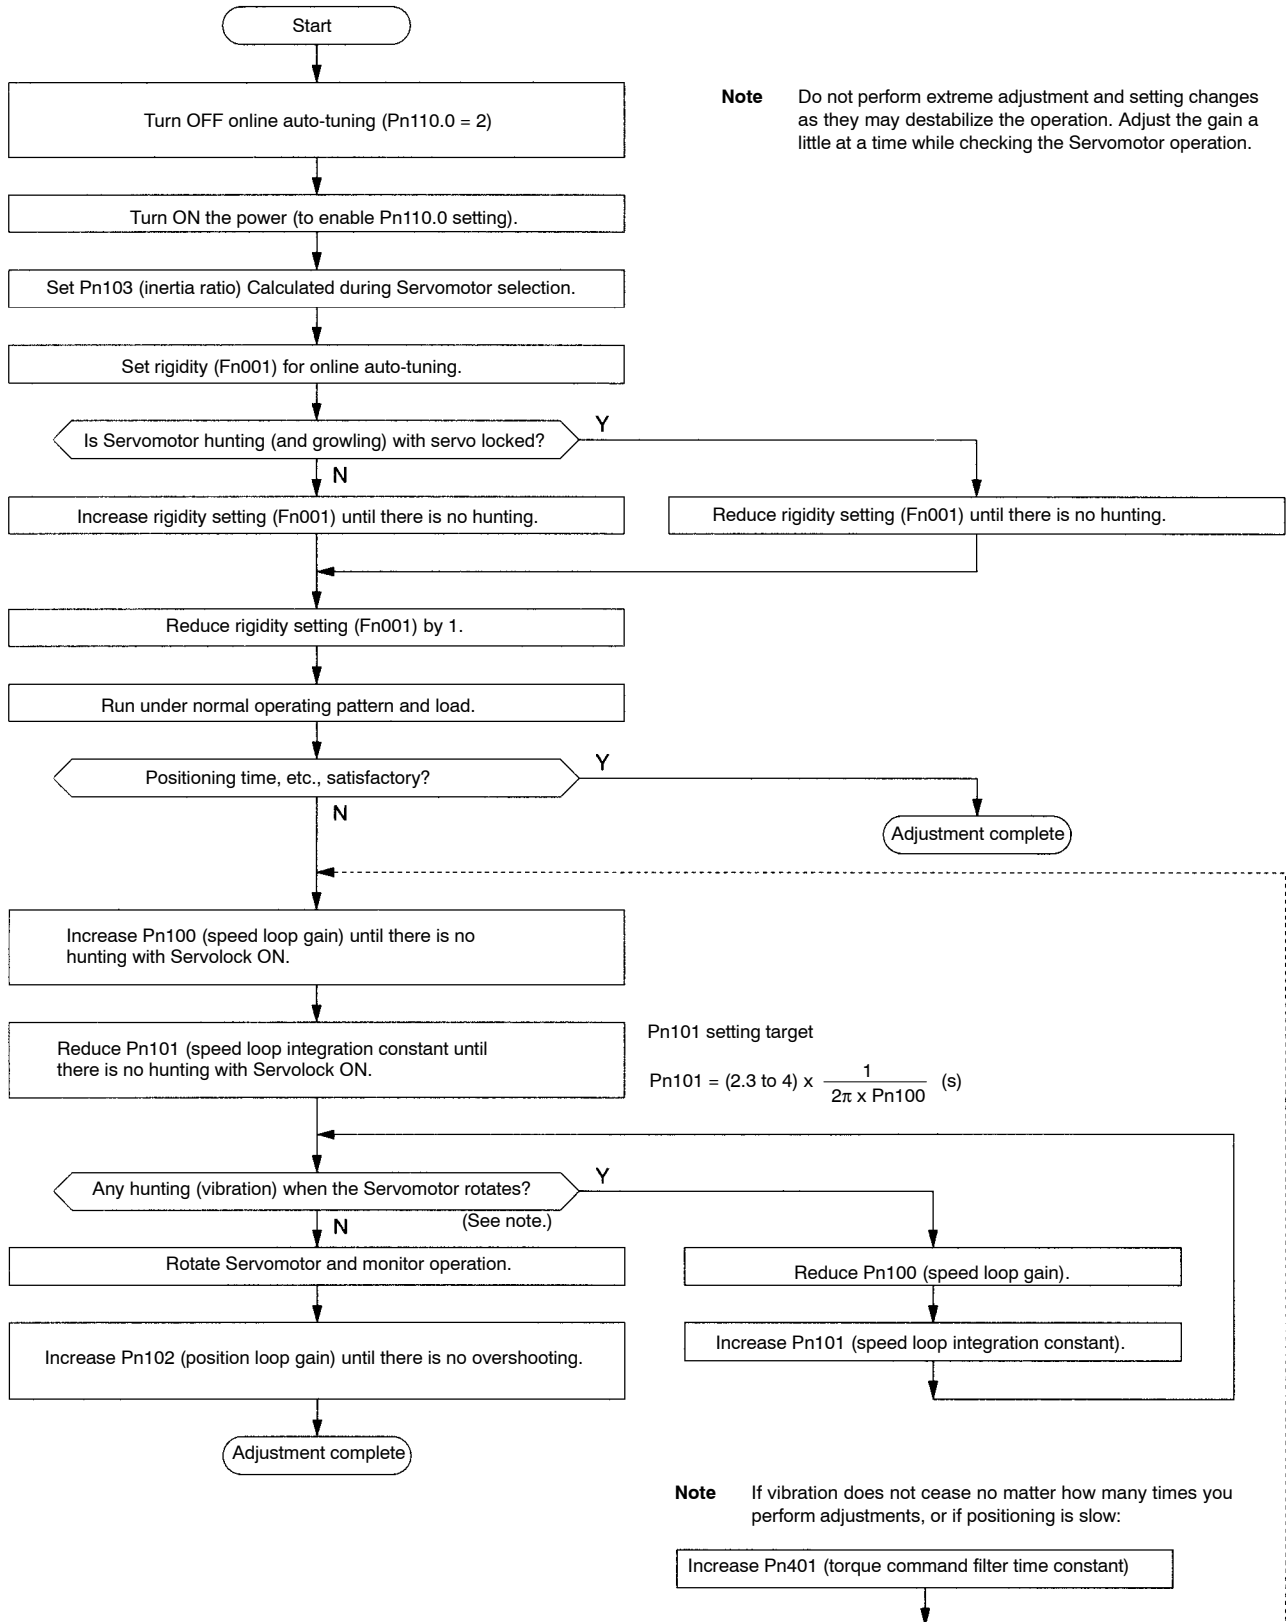 Start
Turn OFF online auto-tuning (Pn110.0 = 2)
Note Do not perform extreme adjustment and setting changes
as they may destabilize the operation. Adjust the gain a
little at a time while checking the Servomotor operation.
Turn ON the power (to enable Pn110.0 setting).
Set Pn103 (inertia ratio) Calculated during Servomotor selection.
Set rigidity (Fn001) for online auto-tuning.
Is Servomotor hunting (and growling) with servo locked?
Y
N
Increase rigidity setting (Fn001) until there is no hunting.
Reduce rigidity setting (Fn001) until there is no hunting.
Reduce rigidity setting (Fn001) by 1.
Run under normal operating pattern and load.
Positioning time, etc., satisfactory?
Y
N
Adjustment complete
Increase Pn100 (speed loop gain) until there is no
hunting with Servolock ON.
Reduce Pn101 (speed loop integration constant until
there is no hunting with Servolock ON.
Pn101 setting target
Pn101 = (2.3 to 4) x 1 / 2π x Pn100 (s)
Any hunting (vibration) when the Servomotor rotates?
Y
(See note.)
N
Rotate Servomotor and monitor operation.
Reduce Pn100 (speed loop gain).
Increase Pn101 (speed loop integration constant).
Increase Pn102 (position loop gain) until there is no overshooting.
Adjustment complete
Note If vibration does not cease no matter how many times you
perform adjustments, or if positioning is slow:
Increase Pn401 (torque command filter time constant)